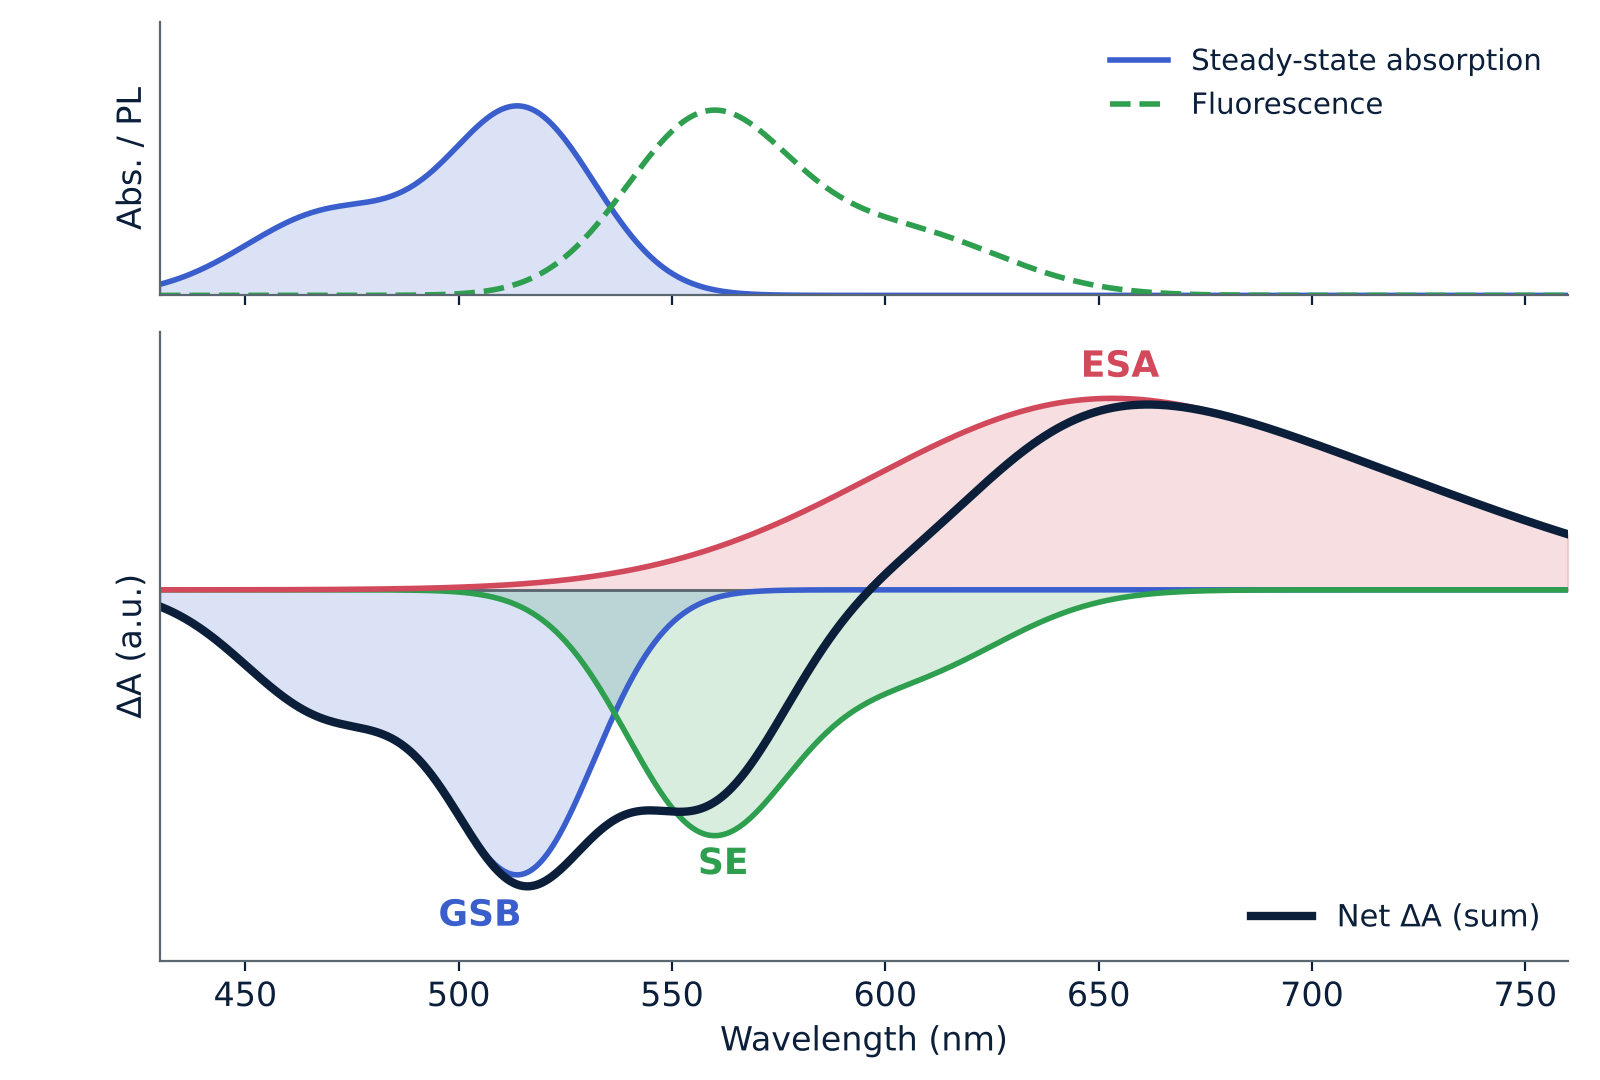 Abs. / PL
Steady-state absorption
Fluorescence
ΔA (a.u.)
ESA
SE
GSB
Net ΔA (sum)
450 500 550 600 650 700 750
Wavelength (nm)